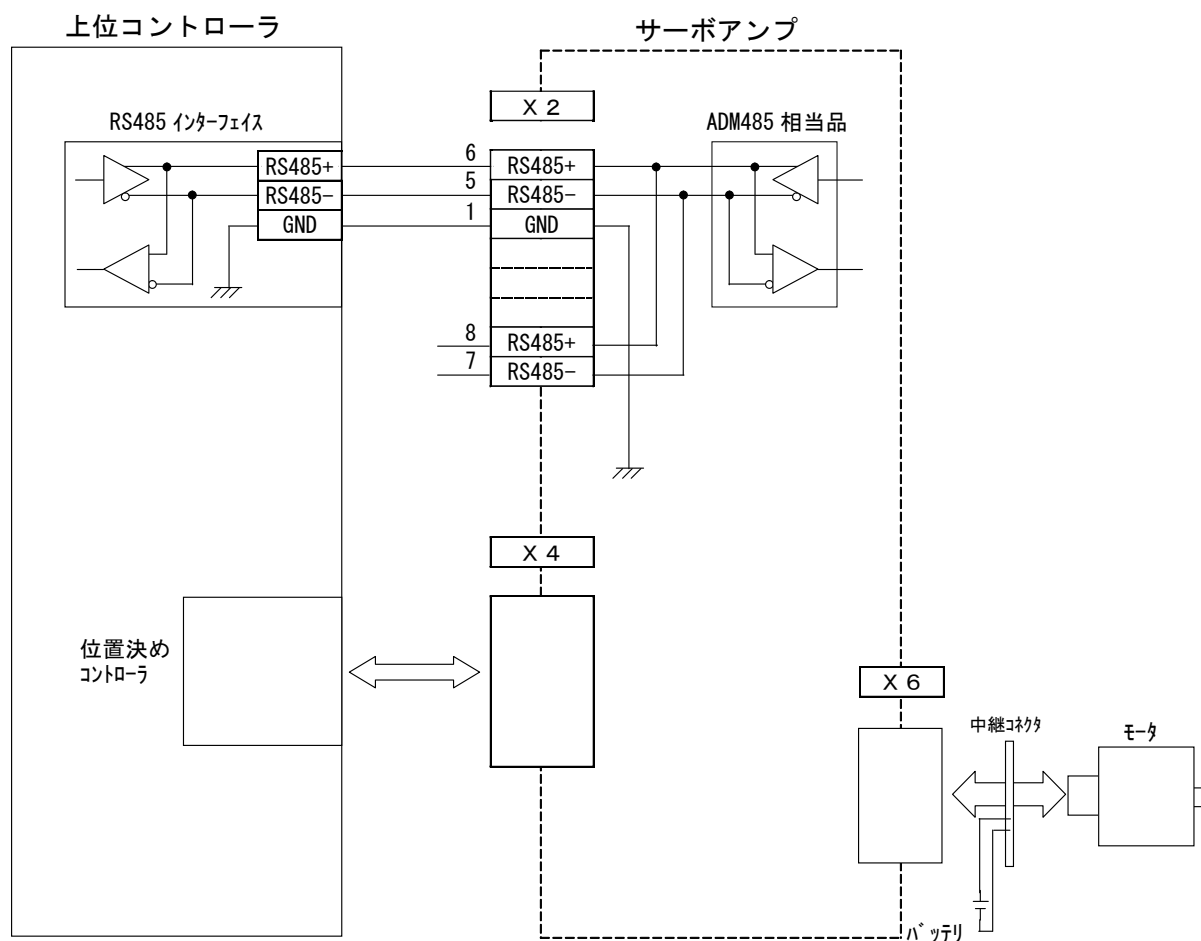 上位コントローラ
サーボアンプ
X 2
RS485 ｲﾝﾀｰﾌｪｲｽ
ADM485 相当品
RS485+
6
RS485+
RS485-
5
RS485-
GND
1
GND
8
RS485+
7
RS485-
X 4
位置決め
ｺﾝﾄﾛｰﾗ
X 6
中継ｺﾈｸﾀ
ﾓｰﾀ
ﾊﾞｯﾃﾘ